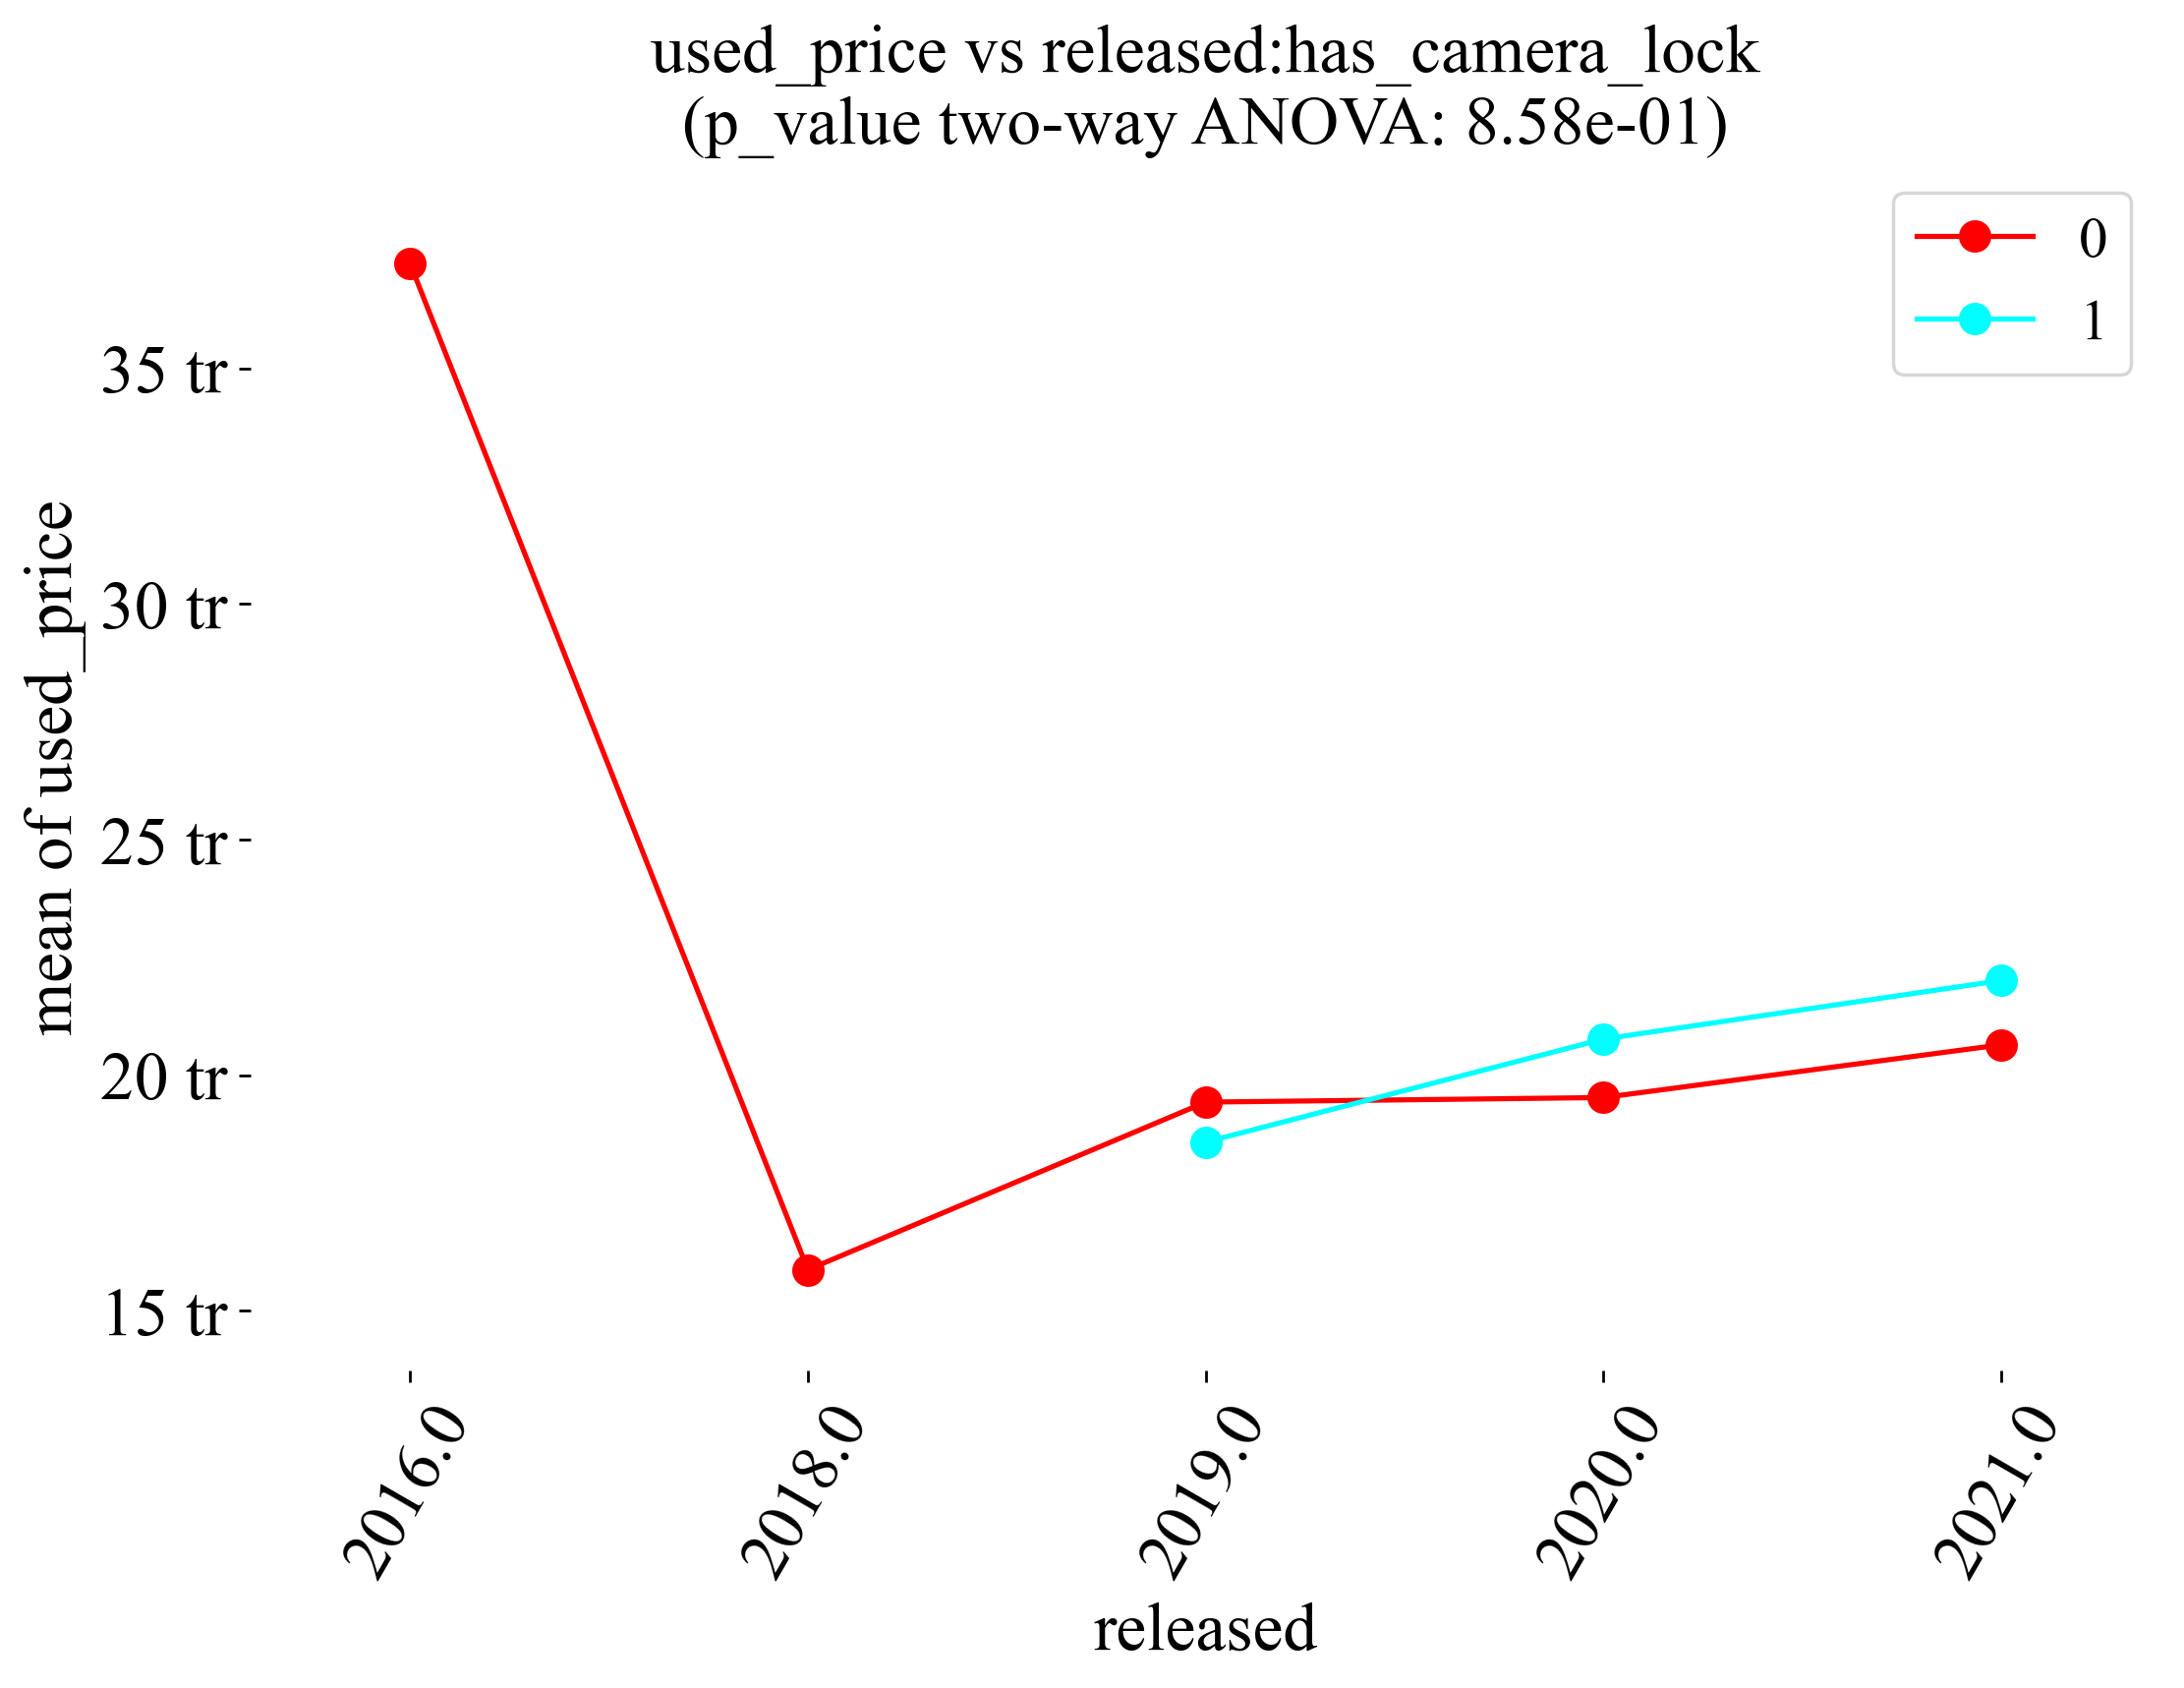 used_price vs released:has_camera_lock
(p_value two-way ANOVA: 8.58e-01)
0
1
mean of used_price
35 tr
30 tr
25 tr
20 tr
15 tr
2016.0
2018.0
2019.0
2020.0
2021.0
released